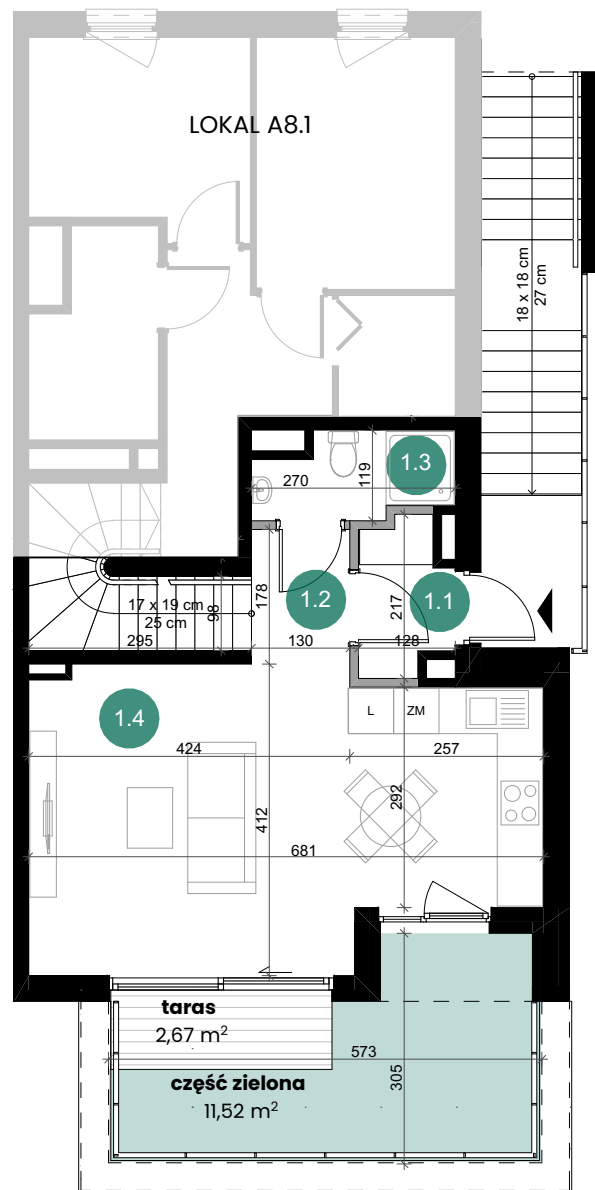 LOKAL A8.1
18 x 18 cm
27 cm
1.3
270
119
1.2
1.1
178
217
17 x 19 cm
25 cm
98
295
130
128
1.4
L
ZM
424
257
292
412
681
taras
2,67 m²
573
305
część zielona
11,52 m²